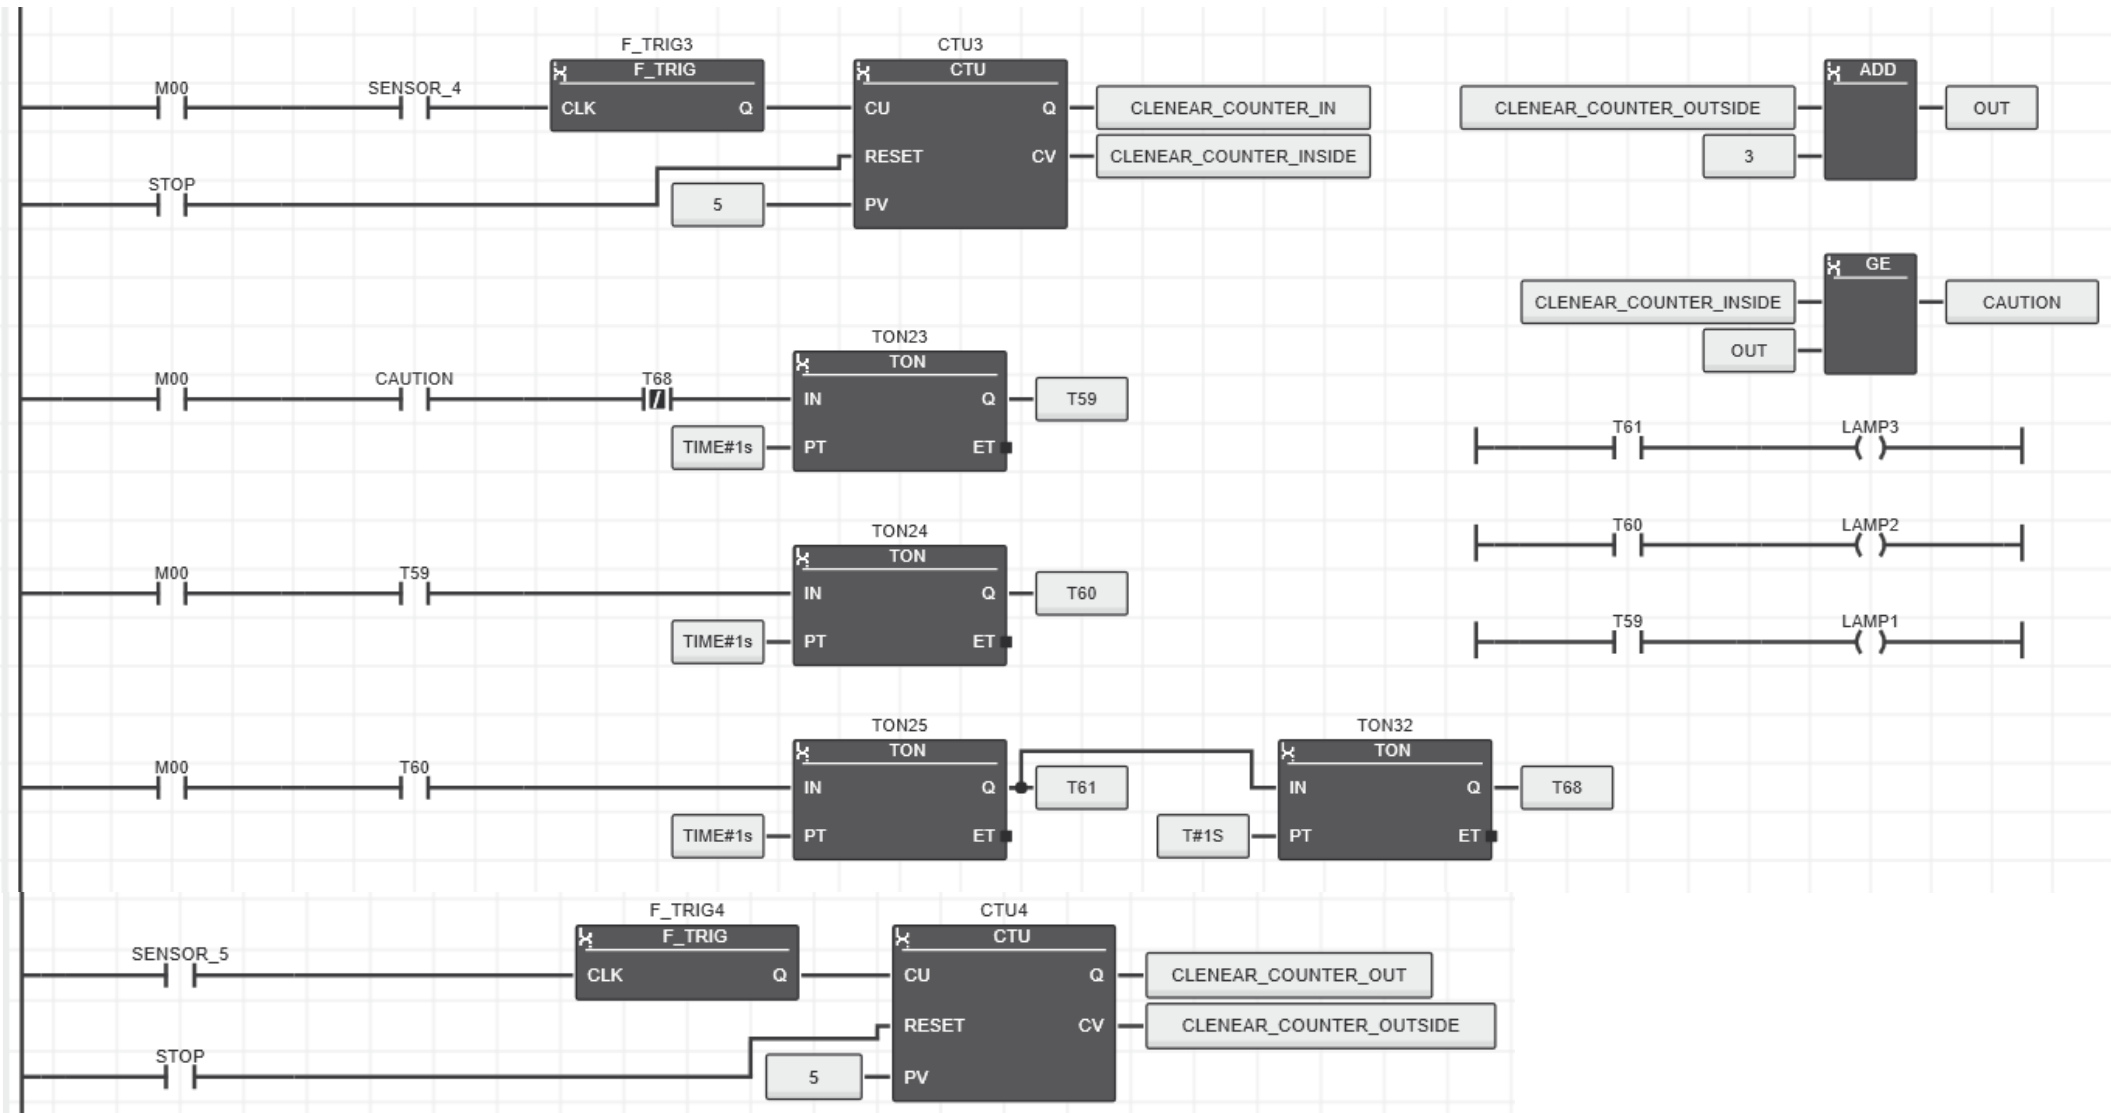 F_TRIG3 CTU3
F_TRIG CTU ADD
M00 SENSOR_4
CLK Q CU Q CLENEAR_COUNTER_IN CLENEAR_COUNTER_OUTSIDE OUT
RESET CV CLENEAR_COUNTER_INSIDE 3
STOP
5 PV
GE
CLENEAR_COUNTER_INSIDE CAUTION
TON23
OUT
TON
M00 CAUTION T68
IN Q T59
T61 LAMP3
TIME#1s PT ET
TON24
T60 LAMP2
TON
M00 T59
IN Q T60
T59 LAMP1
TIME#1s PT ET
TON25 TON32
TON TON
M00 T60
IN Q T61 IN Q T68
TIME#1s PT ET T#1S PT ET
F_TRIG4 CTU4
F_TRIG CTU
SENSOR_5
CLK Q CU Q CLENEAR_COUNTER_OUT
RESET CV CLENEAR_COUNTER_OUTSIDE
STOP
5 PV